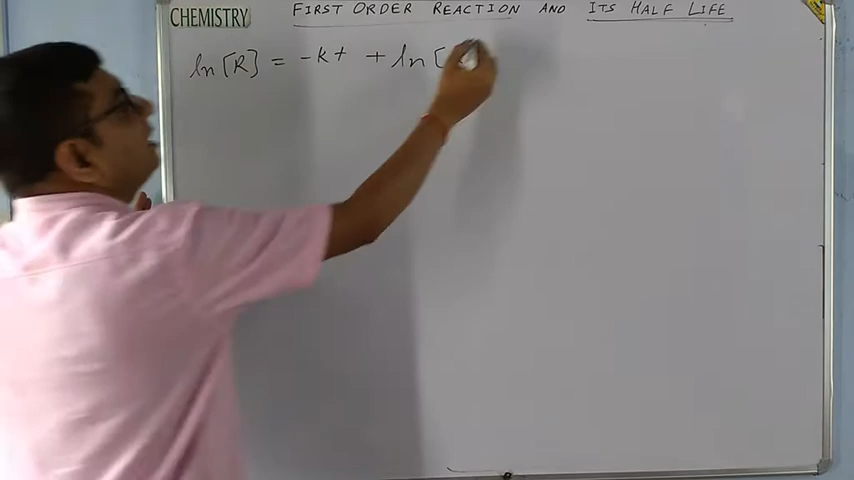 CHEMISTRY FIRST ORDER REACTION AND ITS HALF LIFE
ln [R] = -kt + ln [